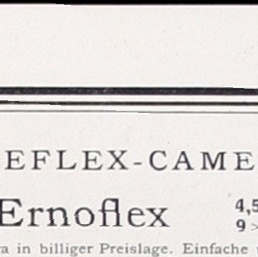 EFLEX-CAME
Ernoflex 4,5
9
a in billiger Preislage. Einfache